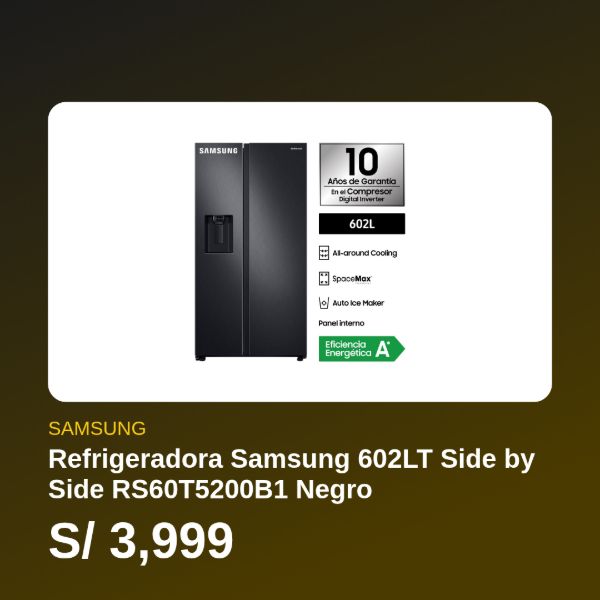 SAMSUNG
10
Años de Garantía
En el Compresor
Digital Inverter
602L
All-around Cooling
SpaceMax
Auto Ice Maker
Panel interno
Eficiencia
Energética A*
SAMSUNG
Refrigeradora Samsung 602LT Side by
Side RS60T5200B1 Negro
S/ 3,999